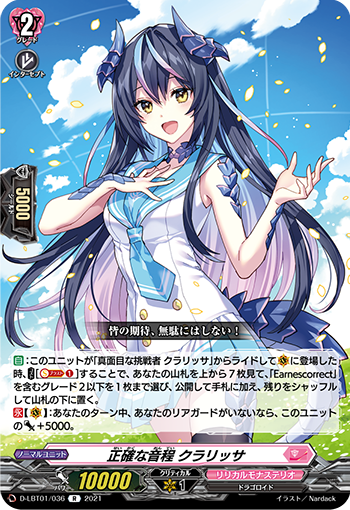 2
グレード
インターセプト
5000
シールド
皆の期待、無駄にはしない！
自：このユニットが「真面目な挑戦者 クラリッサ」からライドしてVに登場した
時、【コスト】[CB1]することで、あなたの山札を上から7枚見て、「Earnescorrect」
を含むグレード2以下を1枚まで選び、公開して手札に加え、残りをシャッフル
して山札の下に置く。
永【V】：あなたのターン中、あなたのリアガードがいないなら、このユニット
の+5000。
ノーマルユニット
正確な音程 クラリッサ
パワー 10000
クリティカル
1
リリカルモナステリオ
ドラゴロイド
D-LBT01/036 R 2021
イラスト／Nardack